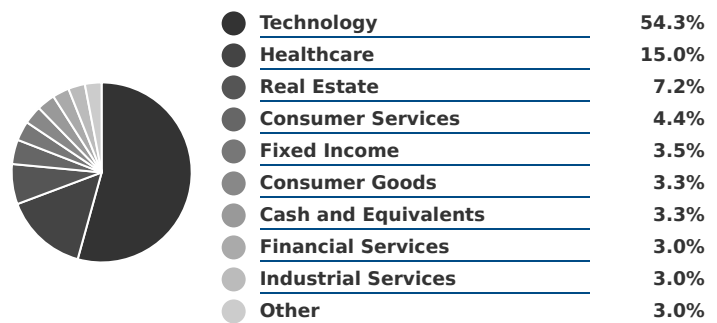 Technology 54.3%
Healthcare 15.0%
Real Estate 7.2%
Consumer Services 4.4%
Fixed Income 3.5%
Consumer Goods 3.3%
Cash and Equivalents 3.3%
Financial Services 3.0%
Industrial Services 3.0%
Other 3.0%